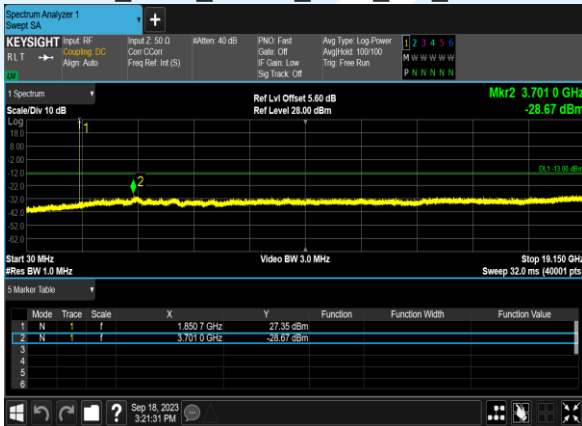 Spectrum Analyzer 1
Swept SA
+
KEYSIGHT
R L T
Input: RF
Coupling: DC
Align: Auto
Input Z: 50 Ω
Corr CCorr
Freq Ref: Int (S)
#Atten: 40 dB
PNO: Fast
Gate: Off
IF Gain: Low
Sig Track: Off
Avg Type: Log-Power
Avg|Hold: 100/100
Trig: Free Run
1 2 3 4 5 6
M W W W W W
P N N N N N
1 Spectrum
Scale/Div 10 dB
Ref Lvl Offset 5.60 dB
Ref Level 28.00 dBm
Mkr2 3.701 0 GHz
-28.67 dBm
Log
18.0
8.00
-2.00
-12.0
-22.0
-32.0
-42.0
-52.0
-62.0
1
2
DL1 -13.00 dBm
Start 30 MHz
#Res BW 1.0 MHz
Video BW 3.0 MHz
Stop 19.150 GHz
Sweep 32.0 ms (40001 pts)
5 Marker Table
Mode Trace Scale X Y Function Function Width Function Value
1 N 1 f 1.850 7 GHz 27.35 dBm
2 N 1 f 3.701 0 GHz -28.67 dBm
3
4
5
6
?
Sep 18, 2023
3:21:31 PM